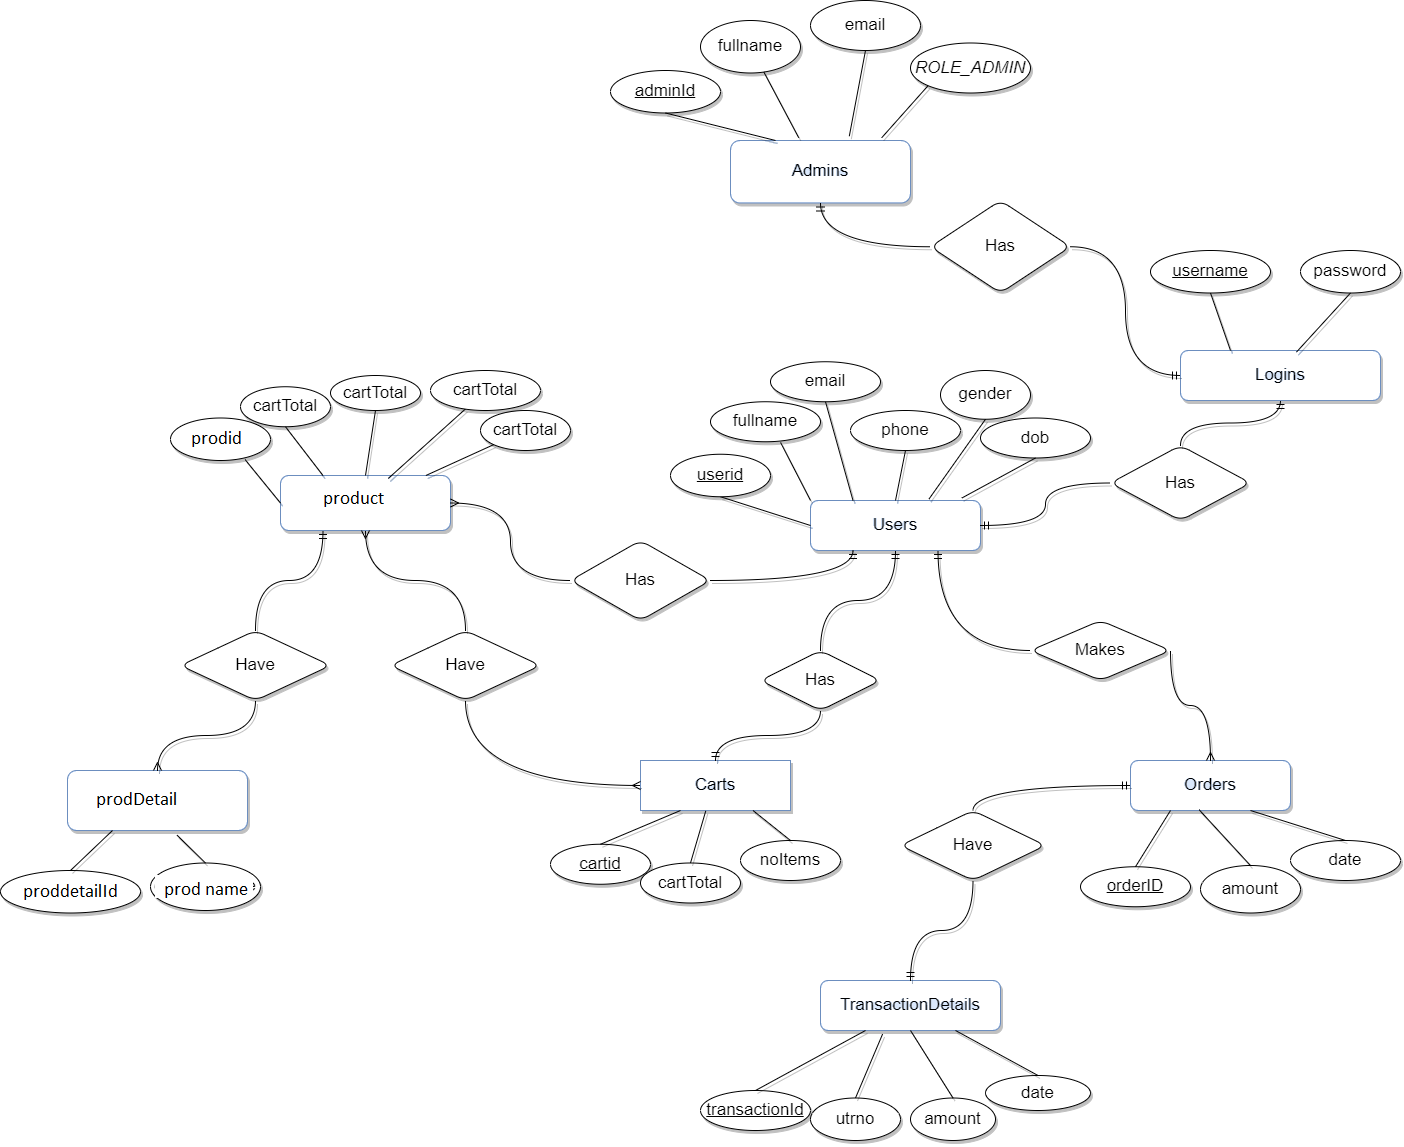 email
fullname
ROLE_ADMIN
adminId
Admins
Has
username
password
Logins
email
gender
cartTotal
cartTotal
cartTotal
cartTotal
fullname
phone
dob
prodid
userid
product
Users
Has
Has
Have
Have
Has
Makes
prodDetail
Carts
Orders
Have
proddetailId
prod name
cartid
cartTotal
noItems
orderID
amount
date
TransactionDetails
transactionId
utrno
amount
date